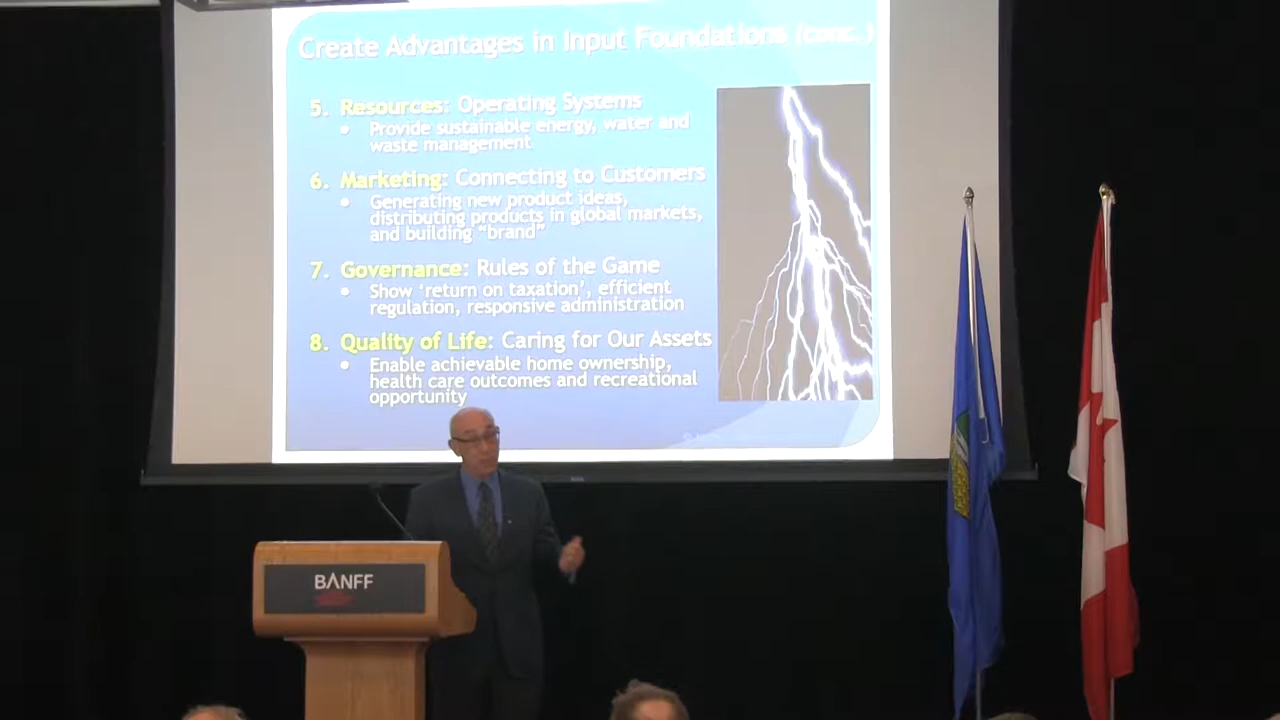 Create Advantages in Input Foundations (conc.)
5. Resources: Operating Systems
• Provide sustainable energy, water and
waste management
6. Marketing: Connecting to Customers
• Generating new product ideas,
distributing products in global markets,
and building “brand”
7. Governance: Rules of the Game
• Show ‘return on taxation’, efficient
regulation, responsive administration
8. Quality of Life: Caring for Our Assets
• Enable achievable home ownership,
health care outcomes and recreational
opportunity
BANFF